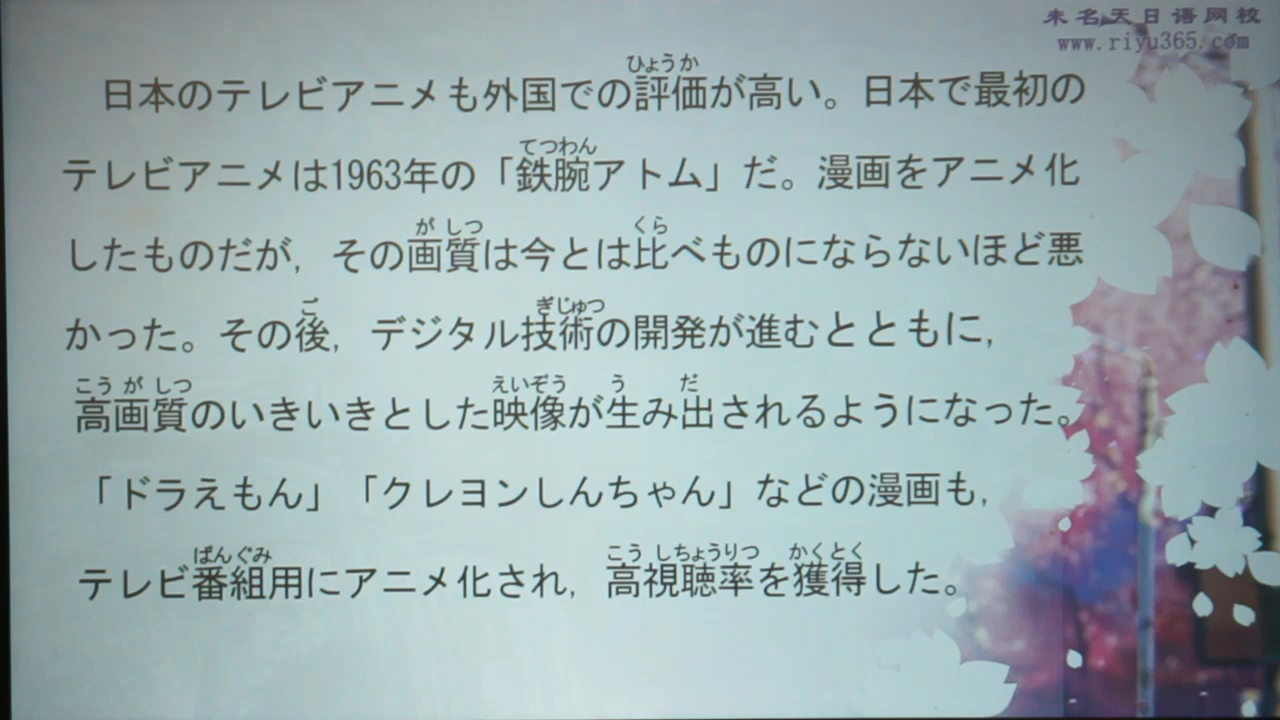 未名天日语网校
www.riyu365.com
ひょうか
日本のテレビアニメも外国での評価が高い。日本で最初の
てつわん
テレビアニメは1963年の「鉄腕アトム」だ。漫画をアニメ化
がしつ くら
したものだが，その画質は今とは比べものにならないほど悪
ご ぎじゅつ
かった。その後，デジタル技術の開発が進むとともに，
こうがしつ えいぞう う だ
高画質のいきいきとした映像が生み出されるようになった。
「ドラえもん」「クレヨンしんちゃん」などの漫画も，
ばんぐみ こうしちょうりつ かくとく
テレビ番組用にアニメ化され，高視聴率を獲得した。